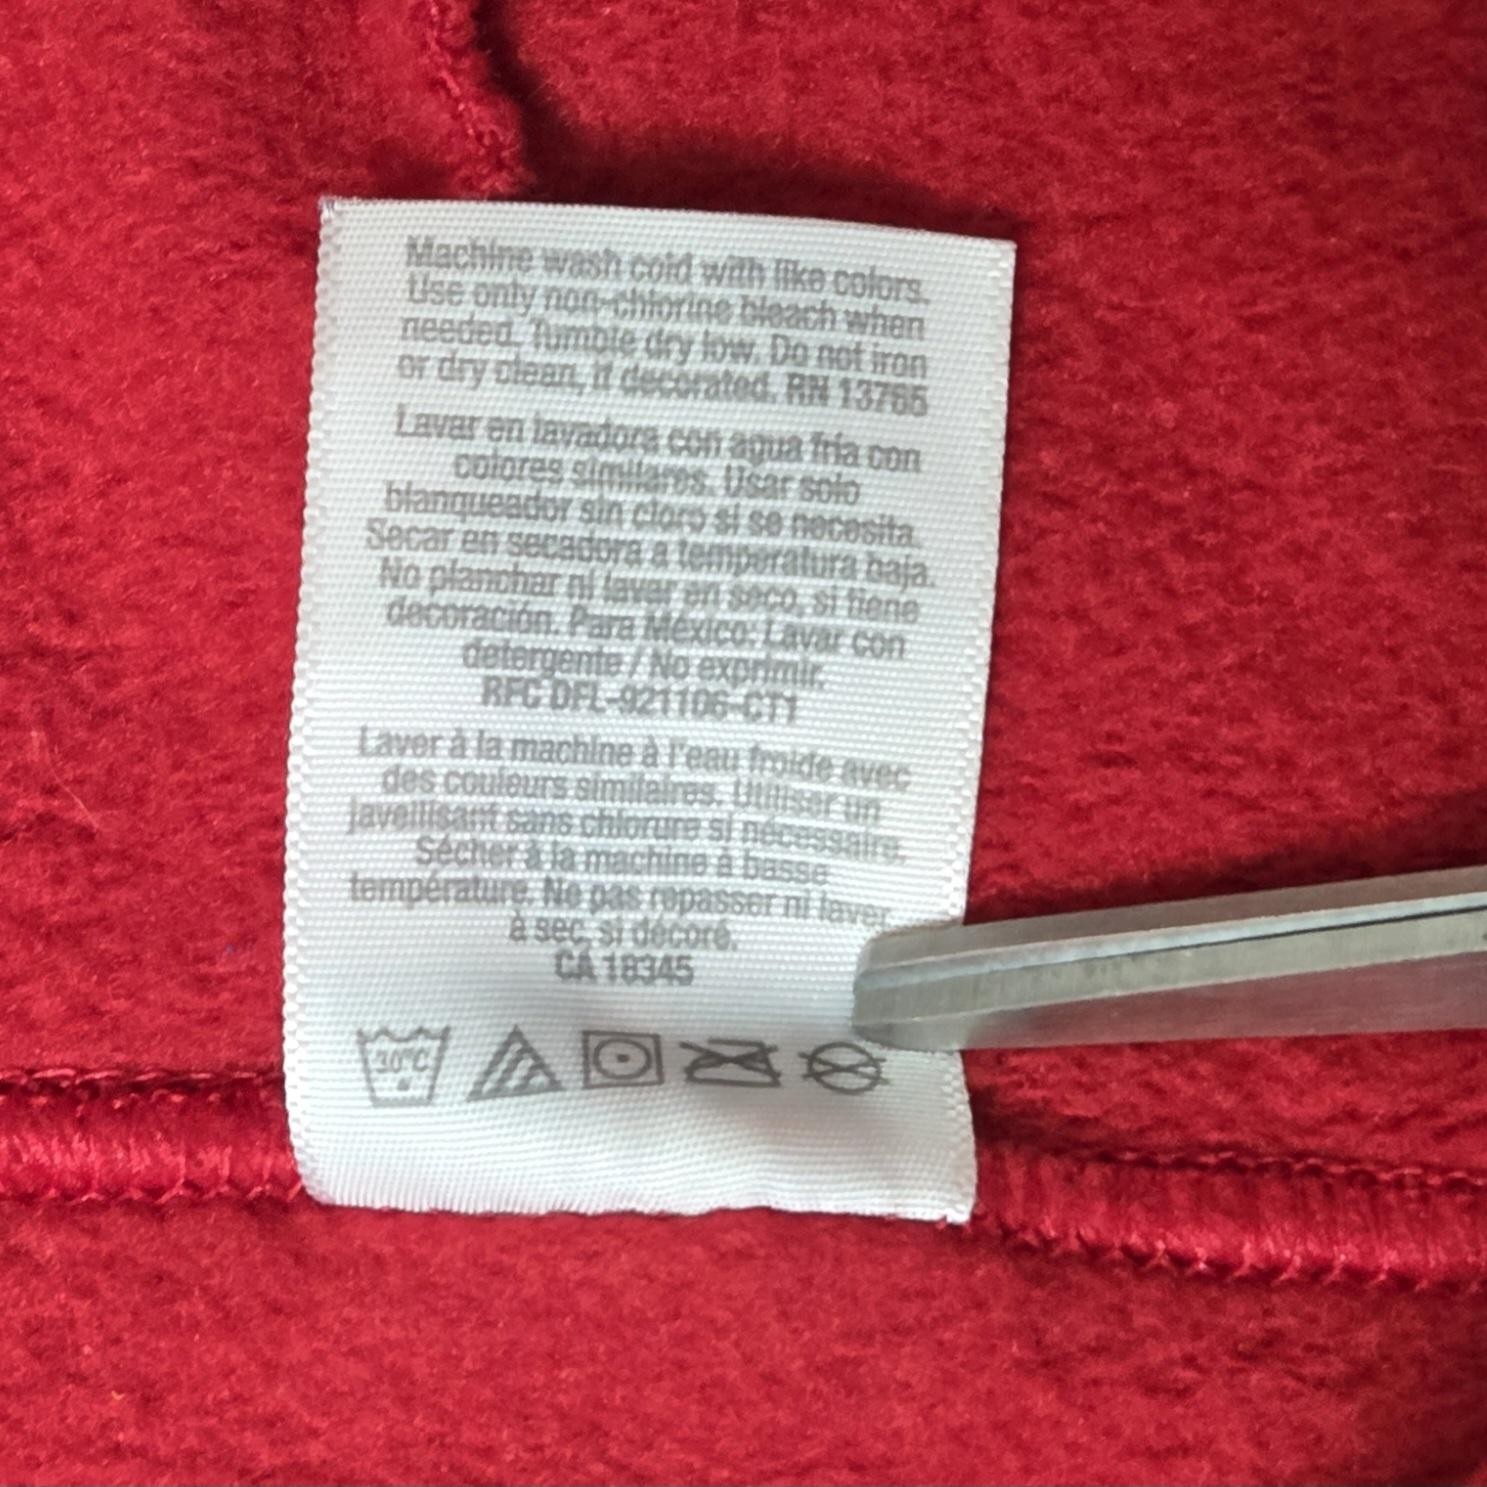 Machine wash cold with like colors.
Use only non-chlorine bleach when
needed. Tumble dry low. Do not iron
or dry clean, if decorated. RN 13765
Lavar en lavadora con agua fría con
colores similares. Usar solo
blanqueador sin cloro si se necesita.
Secar en secadora a temperatura baja.
No planchar ni lavar en seco, si tiene
decoración. Para México: Lavar con
detergente / No exprimir.
RFC DFL-921106-CT1
Laver à la machine à l'eau froide avec
des couleurs similaires. Utiliser un
javellisant sans chlorure si nécessaire.
Sécher à la machine à basse
température. Ne pas repasser ni laver
à sec, si décoré.
CA 18345
30°C